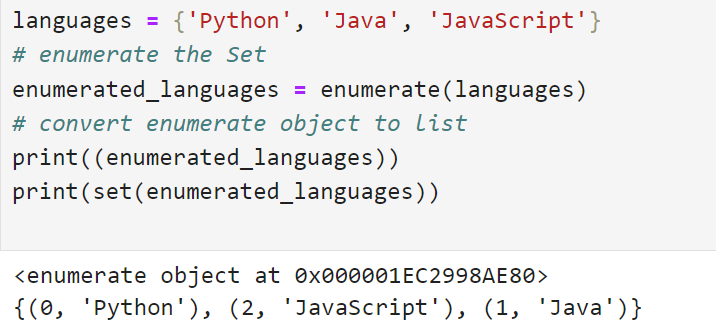 languages = {'Python', 'Java', 'JavaScript'}
# enumerate the Set
enumerated_languages = enumerate(languages)
# convert enumerate object to list
print((enumerated_languages))
print(set(enumerated_languages))
<enumerate object at 0x000001EC2998AE80>
{(0, 'Python'), (2, 'JavaScript'), (1, 'Java')}